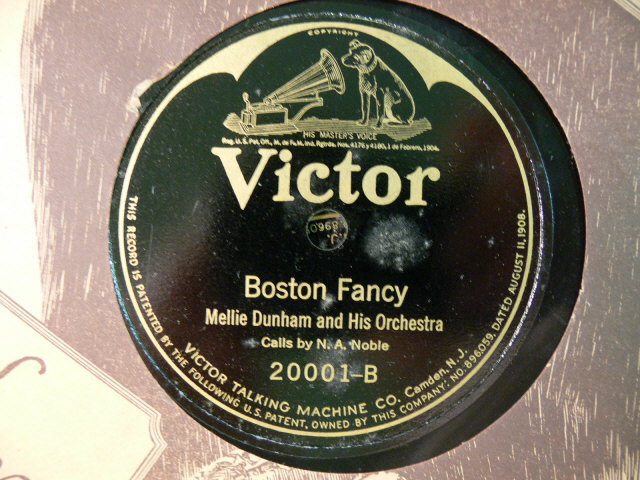 COPYRIGHT
HIS MASTER'S VOICE
Reg. U. S. Pat. Off., M. de F., M. Ind. Rgtrda. Nos. 4176 y 4180, 1 de Febrero, 1904.
Victor
Boston Fancy
Mellie Dunham and His Orchestra
Calls by N. A. Noble
20001-B
VICTOR TALKING MACHINE CO. Camden, N. J.
THIS RECORD IS PATENTED BY THE FOLLOWING U.S. PATENT, OWNED BY THIS COMPANY: NO. 896,059, DATED AUGUST 11, 1908.